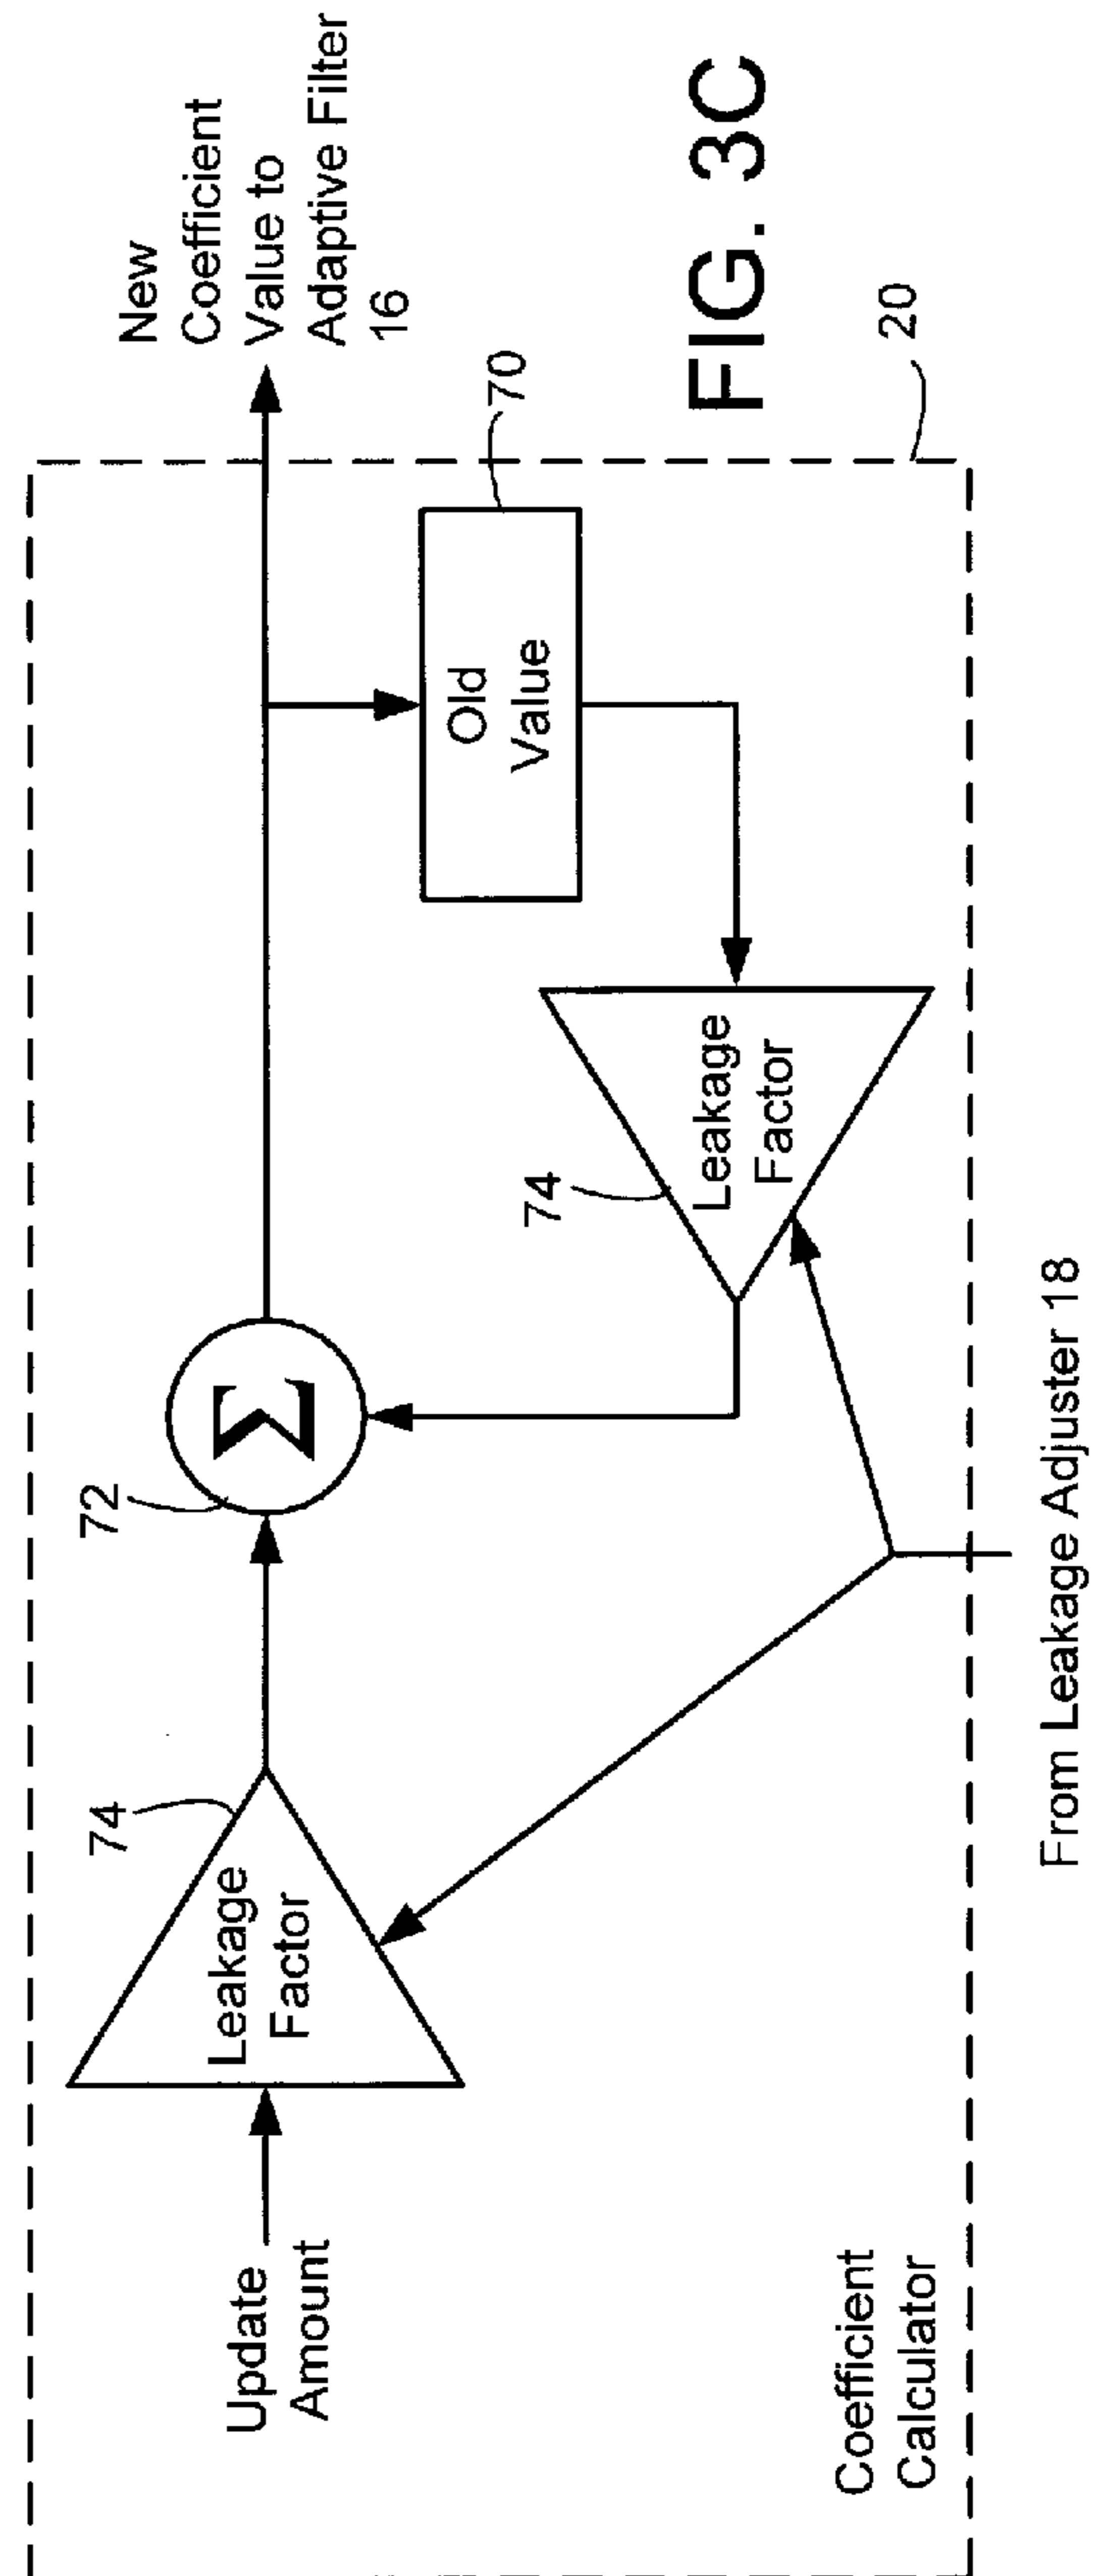 New
Coefficient
Value to
Adaptive Filter
16
72
Σ
70
Old
Value
74
Leakage
Factor
Update
Amount
74
Leakage
Factor
Coefficient
Calculator
20
From Leakage Adjuster 18
FIG. 3C